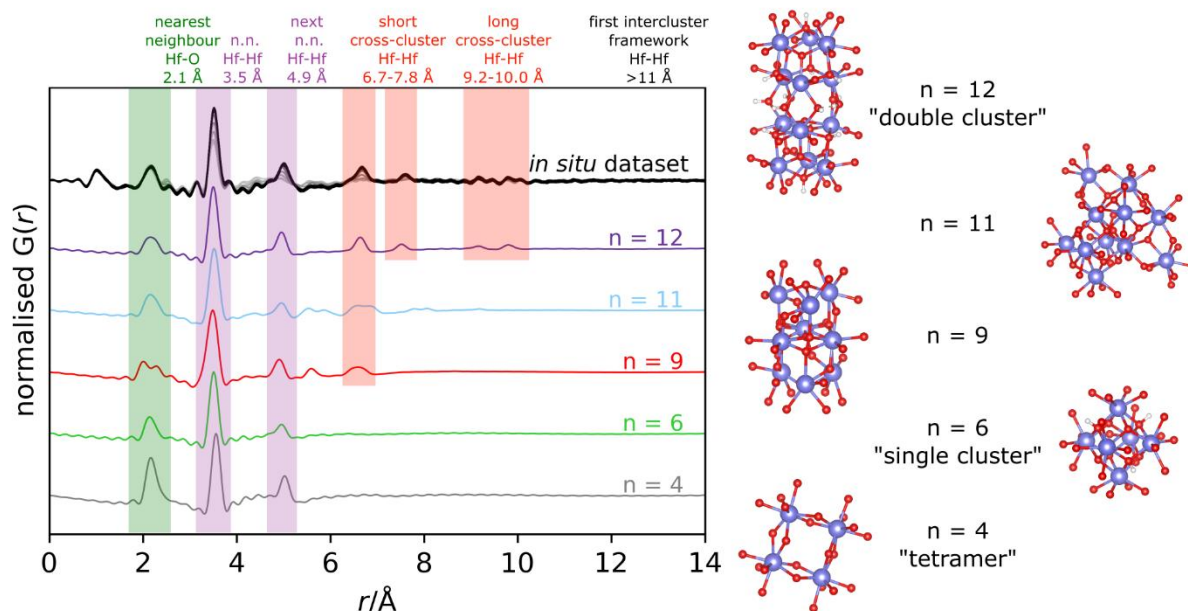 nearest
neighbour
Hf-O
2.1 Å
n.n.
Hf-Hf
3.5 Å
next
n.n.
Hf-Hf
4.9 Å
short
cross-cluster
Hf-Hf
6.7-7.8 Å
long
cross-cluster
Hf-Hf
9.2-10.0 Å
first intercluster
framework
Hf-Hf
>11 Å
normalised G(r)
in situ dataset
n = 12
n = 11
n = 9
n = 6
n = 4
0 2 4 6 8 10 12 14
r/Å
n = 12
"double cluster"
n = 11
n = 9
n = 6
"single cluster"
n = 4
"tetramer"